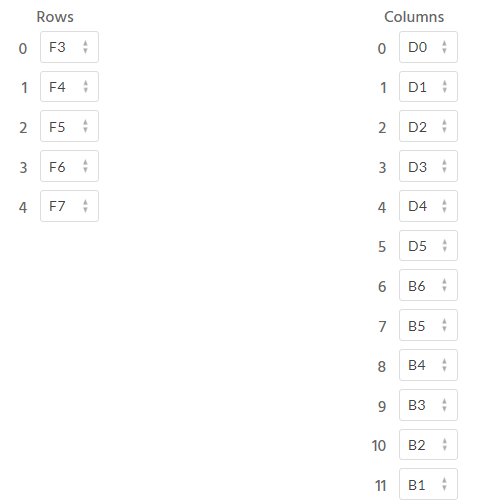 Rows Columns
0 F3 0 D0
1 F4 1 D1
2 F5 2 D2
3 F6 3 D3
4 F7 4 D4
5 D5
6 B6
7 B5
8 B4
9 B3
10 B2
11 B1